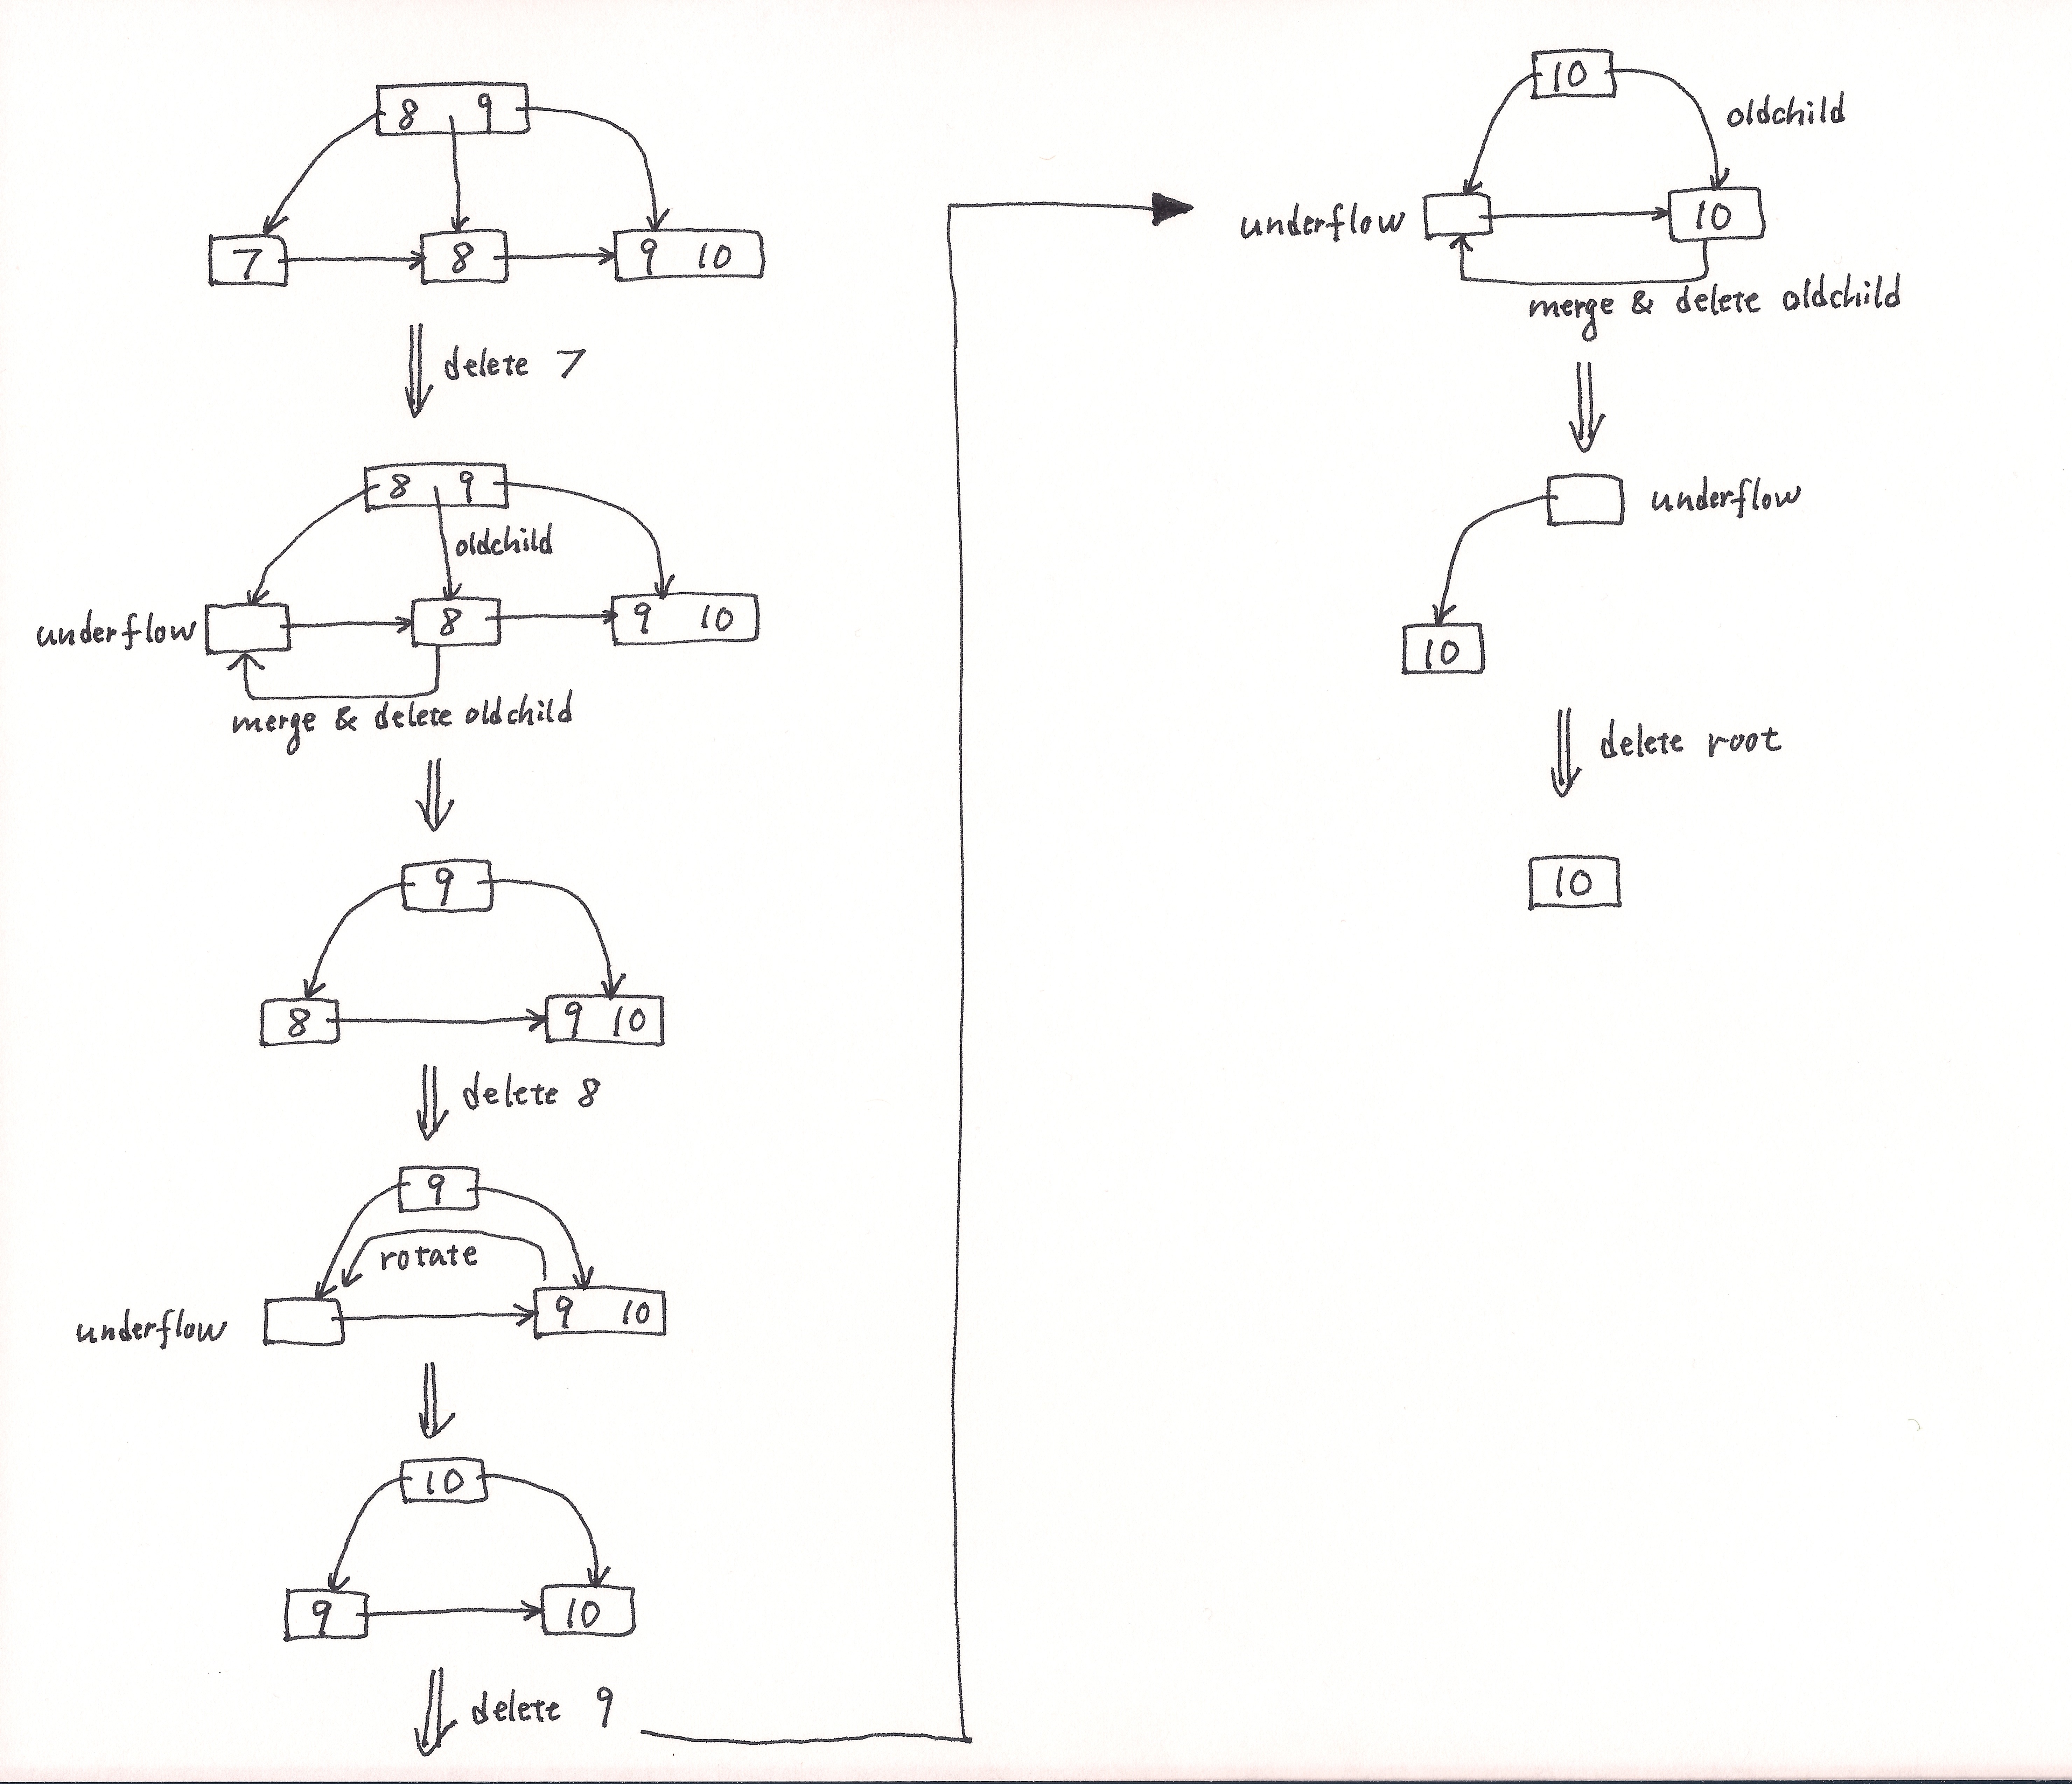 8 9
7 8 9 10
delete 7
8 9
oldchild
underflow 8 9 10
merge & delete oldchild
9
8 9 10
delete 8
9
rotate
underflow 9 10
10
9 10
delete 9
10
oldchild
underflow 10
merge & delete oldchild
underflow
10
delete root
10